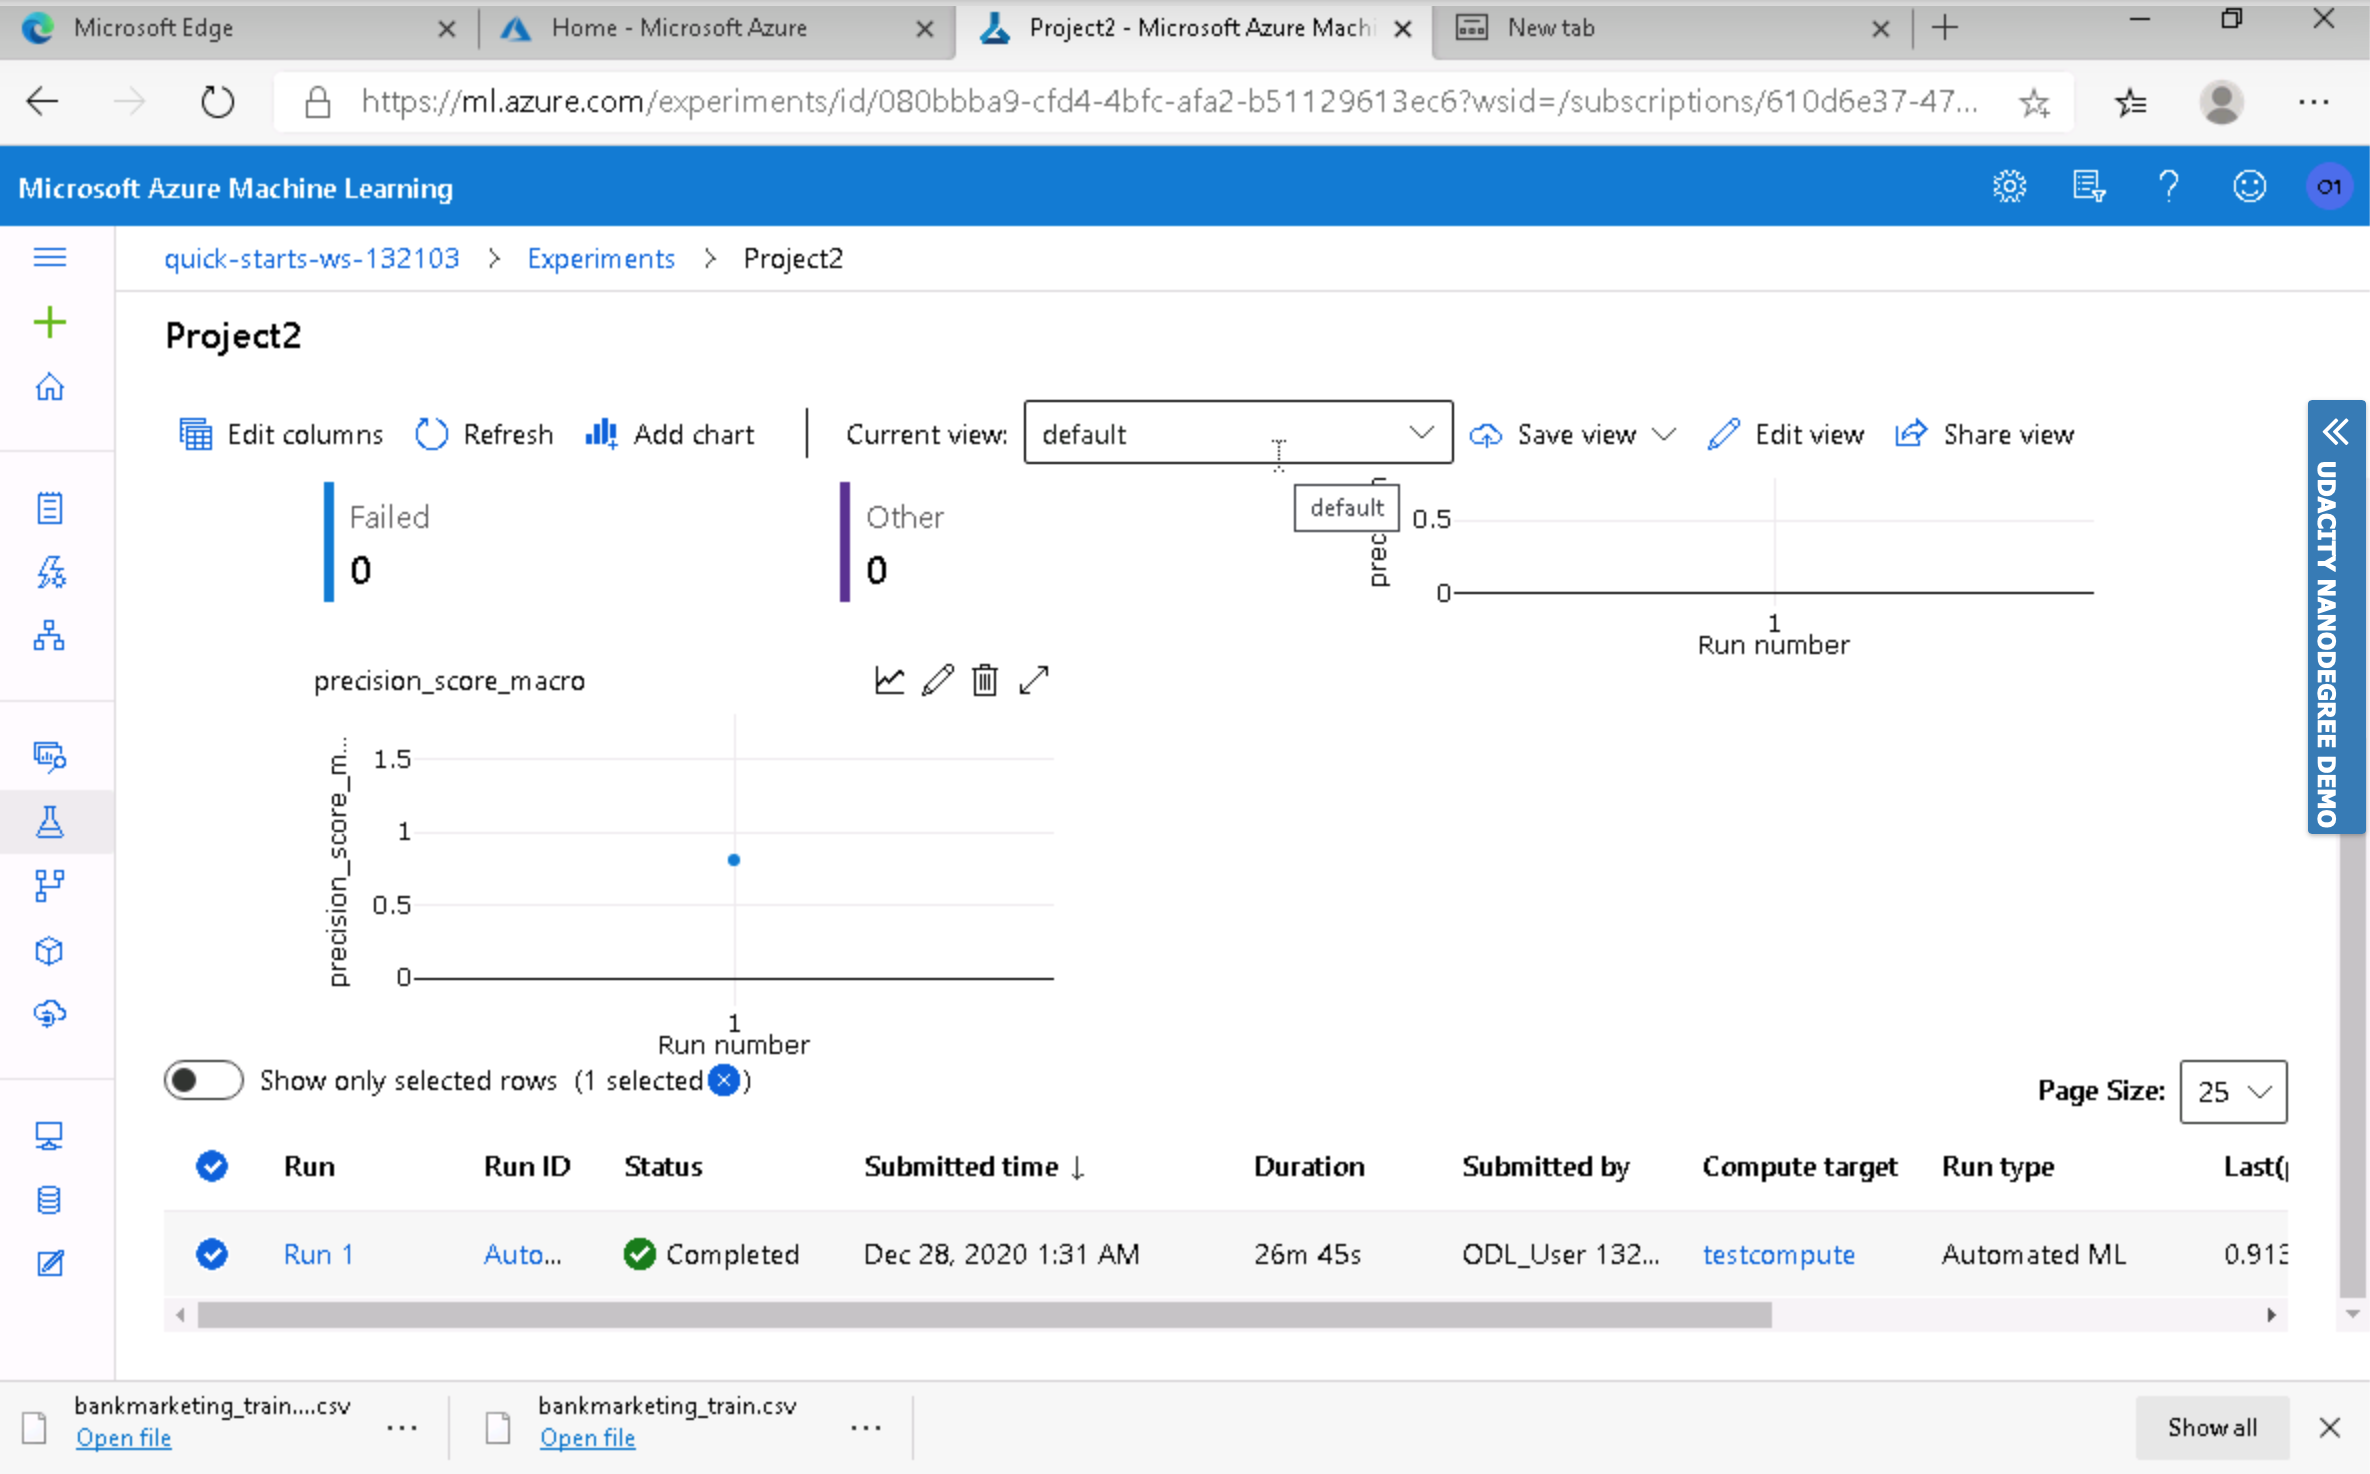 Microsoft Edge
Home - Microsoft Azure
Project2 - Microsoft Azure Machi
New tab
https://ml.azure.com/experiments/id/080bbba9-cfd4-4bfc-afa2-b51129613ec6?wsid=/subscriptions/610d6e37-47...
Microsoft Azure Machine Learning
?
O1
quick-starts-ws-132103 > Experiments > Project2
Project2
Edit columns
Refresh
Add chart
Current view:
default
Save view
Edit view
Share view
UDACITY NANODEGREE DEMO
Failed
0
Other
0
default
prec
0.5
0
1
Run number
precision_score_macro
precision_score_m...
1.5
1
0.5
0
1
Run number
Show only selected rows (1 selected )
Page Size: 25
Run Run ID Status Submitted time ↓ Duration Submitted by Compute target Run type Last(
Run 1 Auto... Completed Dec 28, 2020 1:31 AM 26m 45s ODL_User 132... testcompute Automated ML 0.913
bankmarketing_train....csv
Open file
bankmarketing_train.csv
Open file
Show all